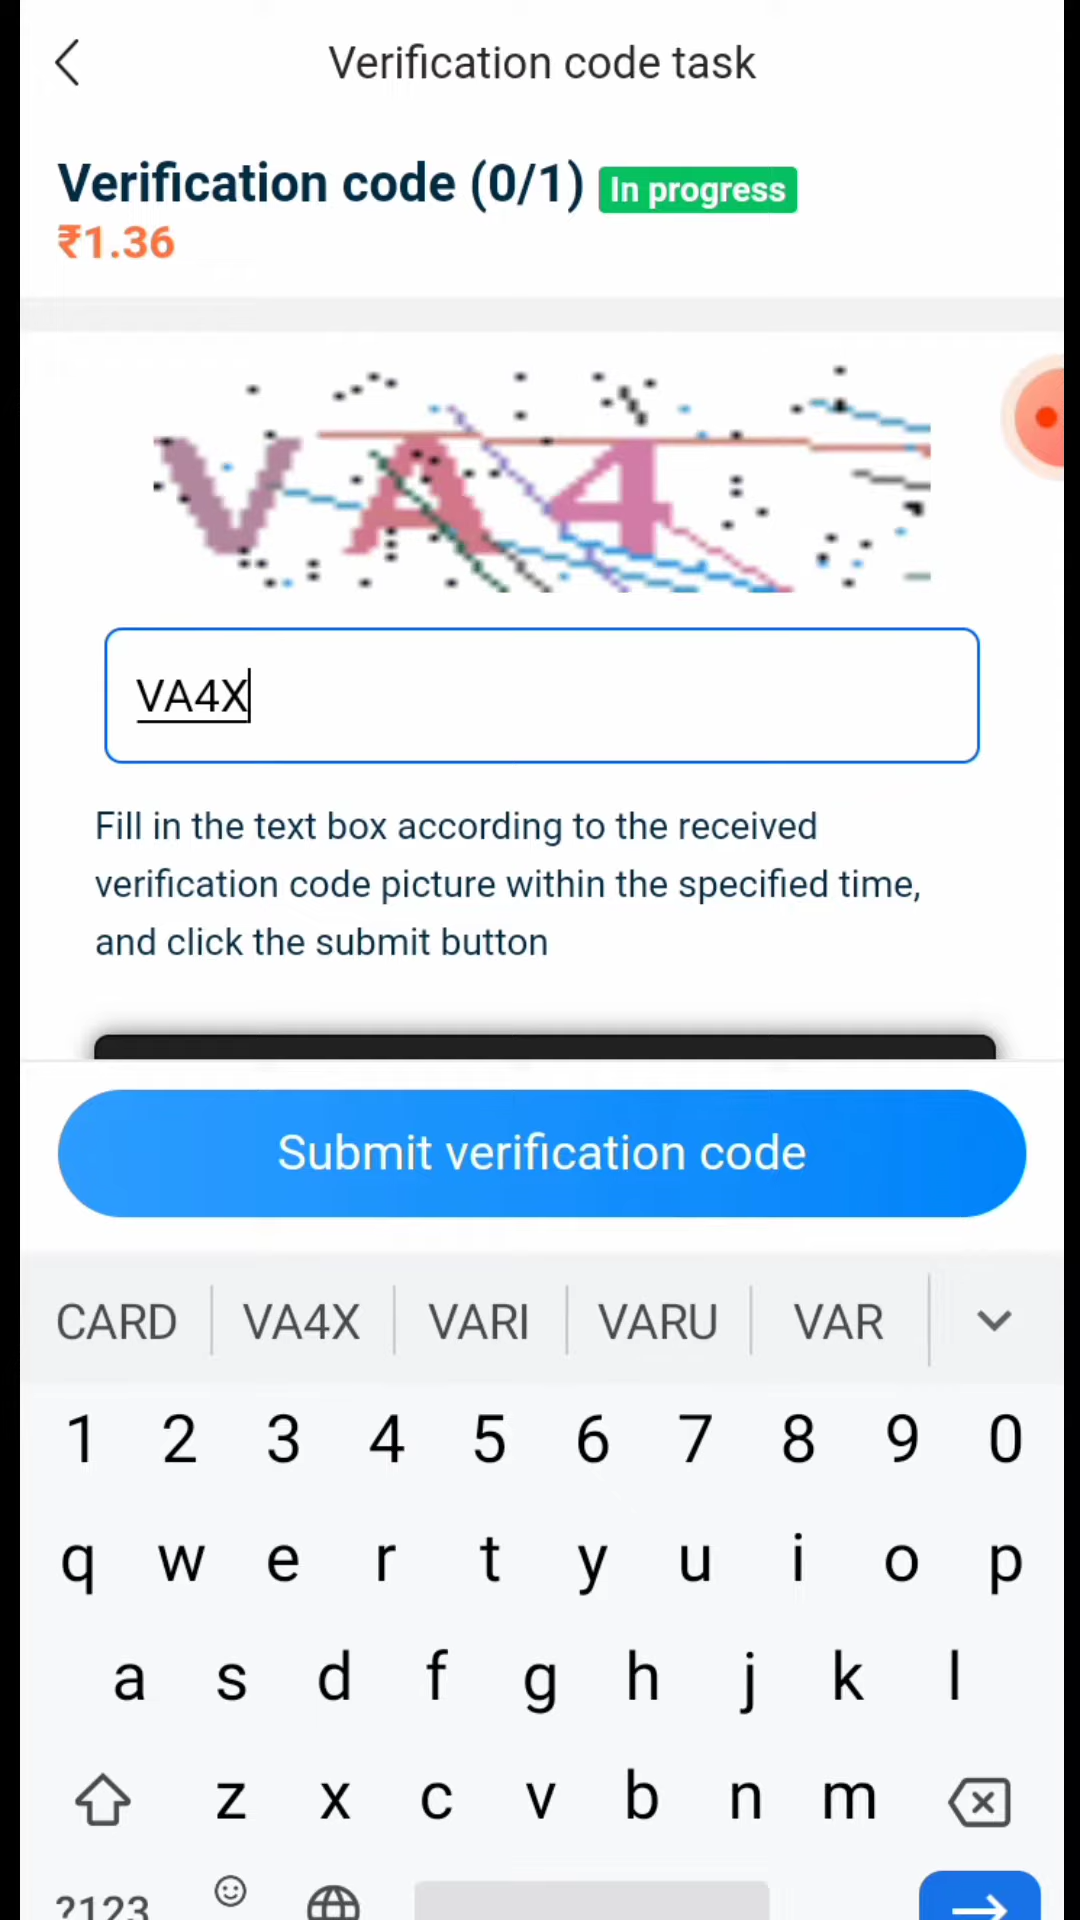 Verification code task
Verification code (0/1) In progress
₹1.36
VA4
VA4X
Fill in the text box according to the received
verification code picture within the specified time,
and click the submit button
Submit verification code
CARD VA4X VARI VARU VAR
1 2 3 4 5 6 7 8 9 0
q w e r t y u i o p
a s d f g h j k l
z x c v b n m
?123